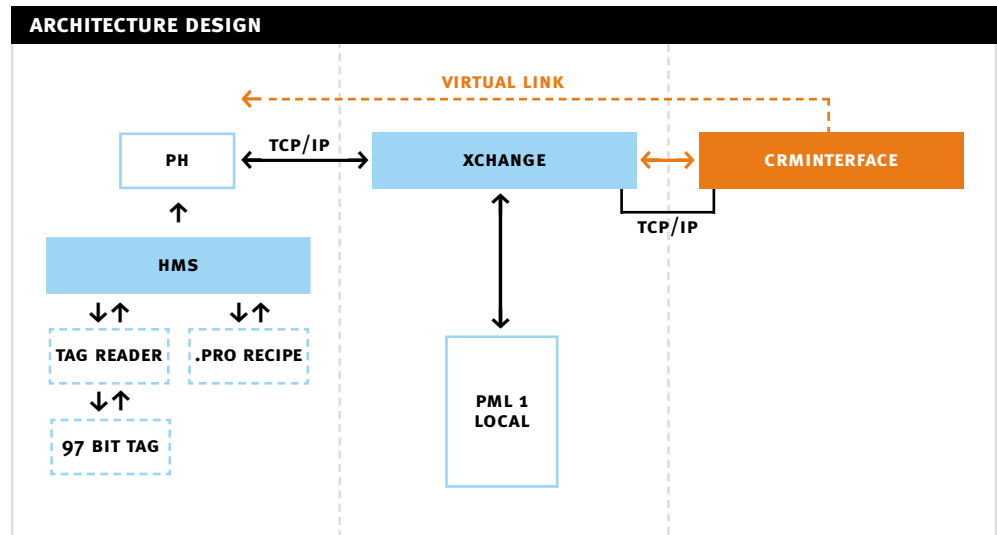 ARCHITECTURE DESIGN
VIRTUAL LINK
PH
TCP/IP
XCHANGE
CRMINTERFACE
TCP/IP
HMS
TAG READER
.PRO RECIPE
PML 1
LOCAL
97 BIT TAG